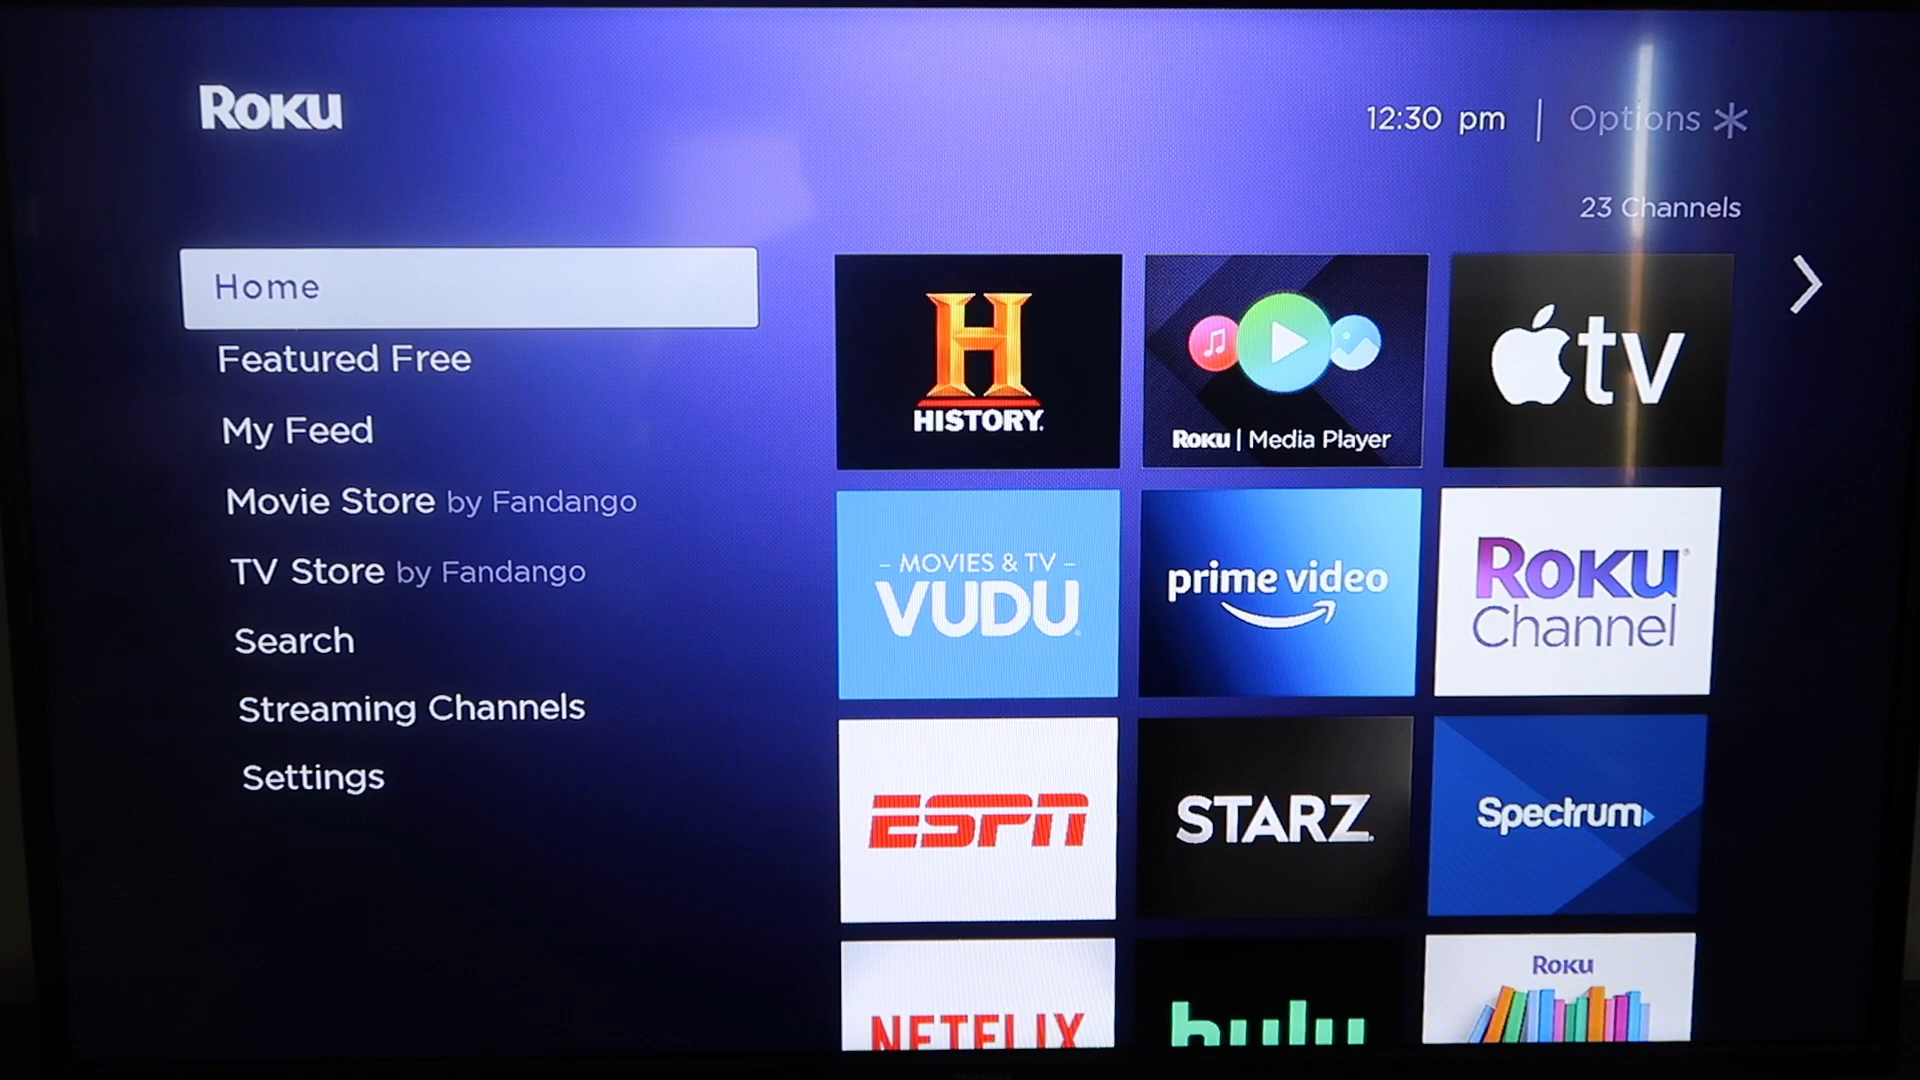 ROKU
12:30 pm | Options *
23 Channels
Home
Featured Free
My Feed
Movie Store by Fandango
TV Store by Fandango
Search
Streaming Channels
Settings
H
HISTORY.
ROKU | Media Player
tv
– MOVIES & TV –
VUDU
prime video
ROKU
Channel
ESPN
STARZ
Spectrum
NETFLIX
hulu
ROKU